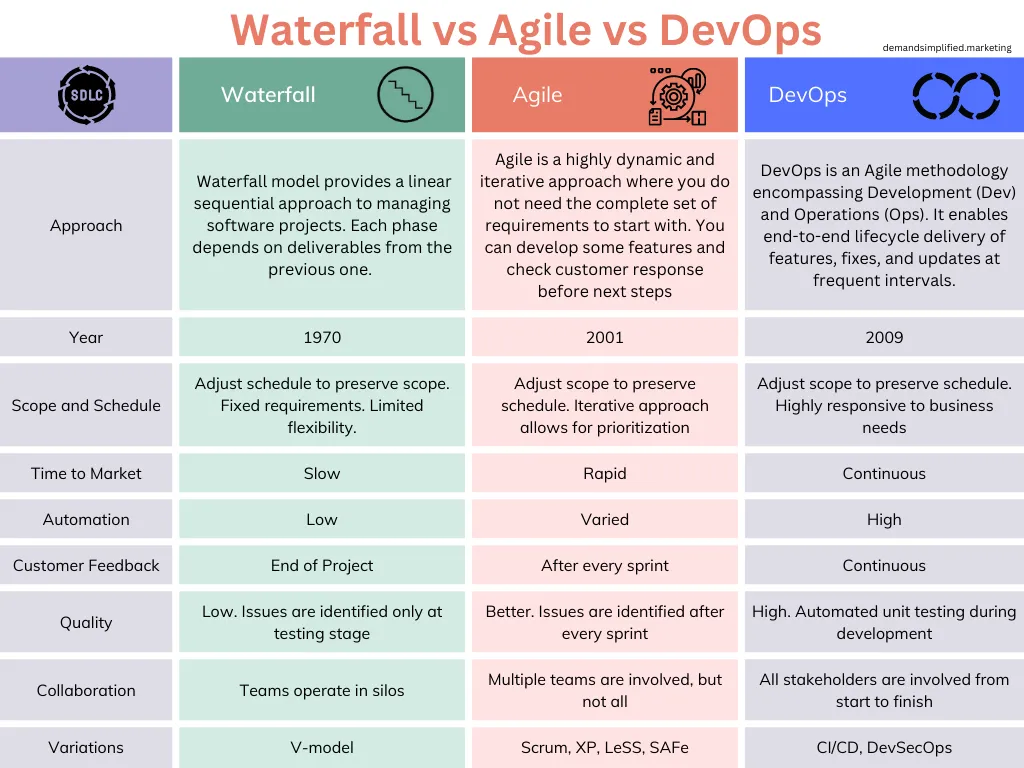 Waterfall vs Agile vs DevOps
demandsimplified.marketing
SDLC
Waterfall
Agile
DevOps
Approach
Waterfall model provides a linear
sequential approach to managing
software projects. Each phase
depends on deliverables from the
previous one.
Agile is a highly dynamic and
iterative approach where you do
not need the complete set of
requirements to start with. You
can develop some features and
check customer response
before next steps
DevOps is an Agile methodology
encompassing Development (Dev)
and Operations (Ops). It enables
end-to-end lifecycle delivery of
features, fixes, and updates at
frequent intervals.
Year
1970
2001
2009
Scope and Schedule
Adjust schedule to preserve scope.
Fixed requirements. Limited
flexibility.
Adjust scope to preserve
schedule. Iterative approach
allows for prioritization
Adjust scope to preserve schedule.
Highly responsive to business
needs
Time to Market
Slow
Rapid
Continuous
Automation
Low
Varied
High
Customer Feedback
End of Project
After every sprint
Continuous
Quality
Low. Issues are identified only at
testing stage
Better. Issues are identified after
every sprint
High. Automated unit testing during
development
Collaboration
Teams operate in silos
Multiple teams are involved, but
not all
All stakeholders are involved from
start to finish
Variations
V-model
Scrum, XP, LeSS, SAFe
CI/CD, DevSecOps